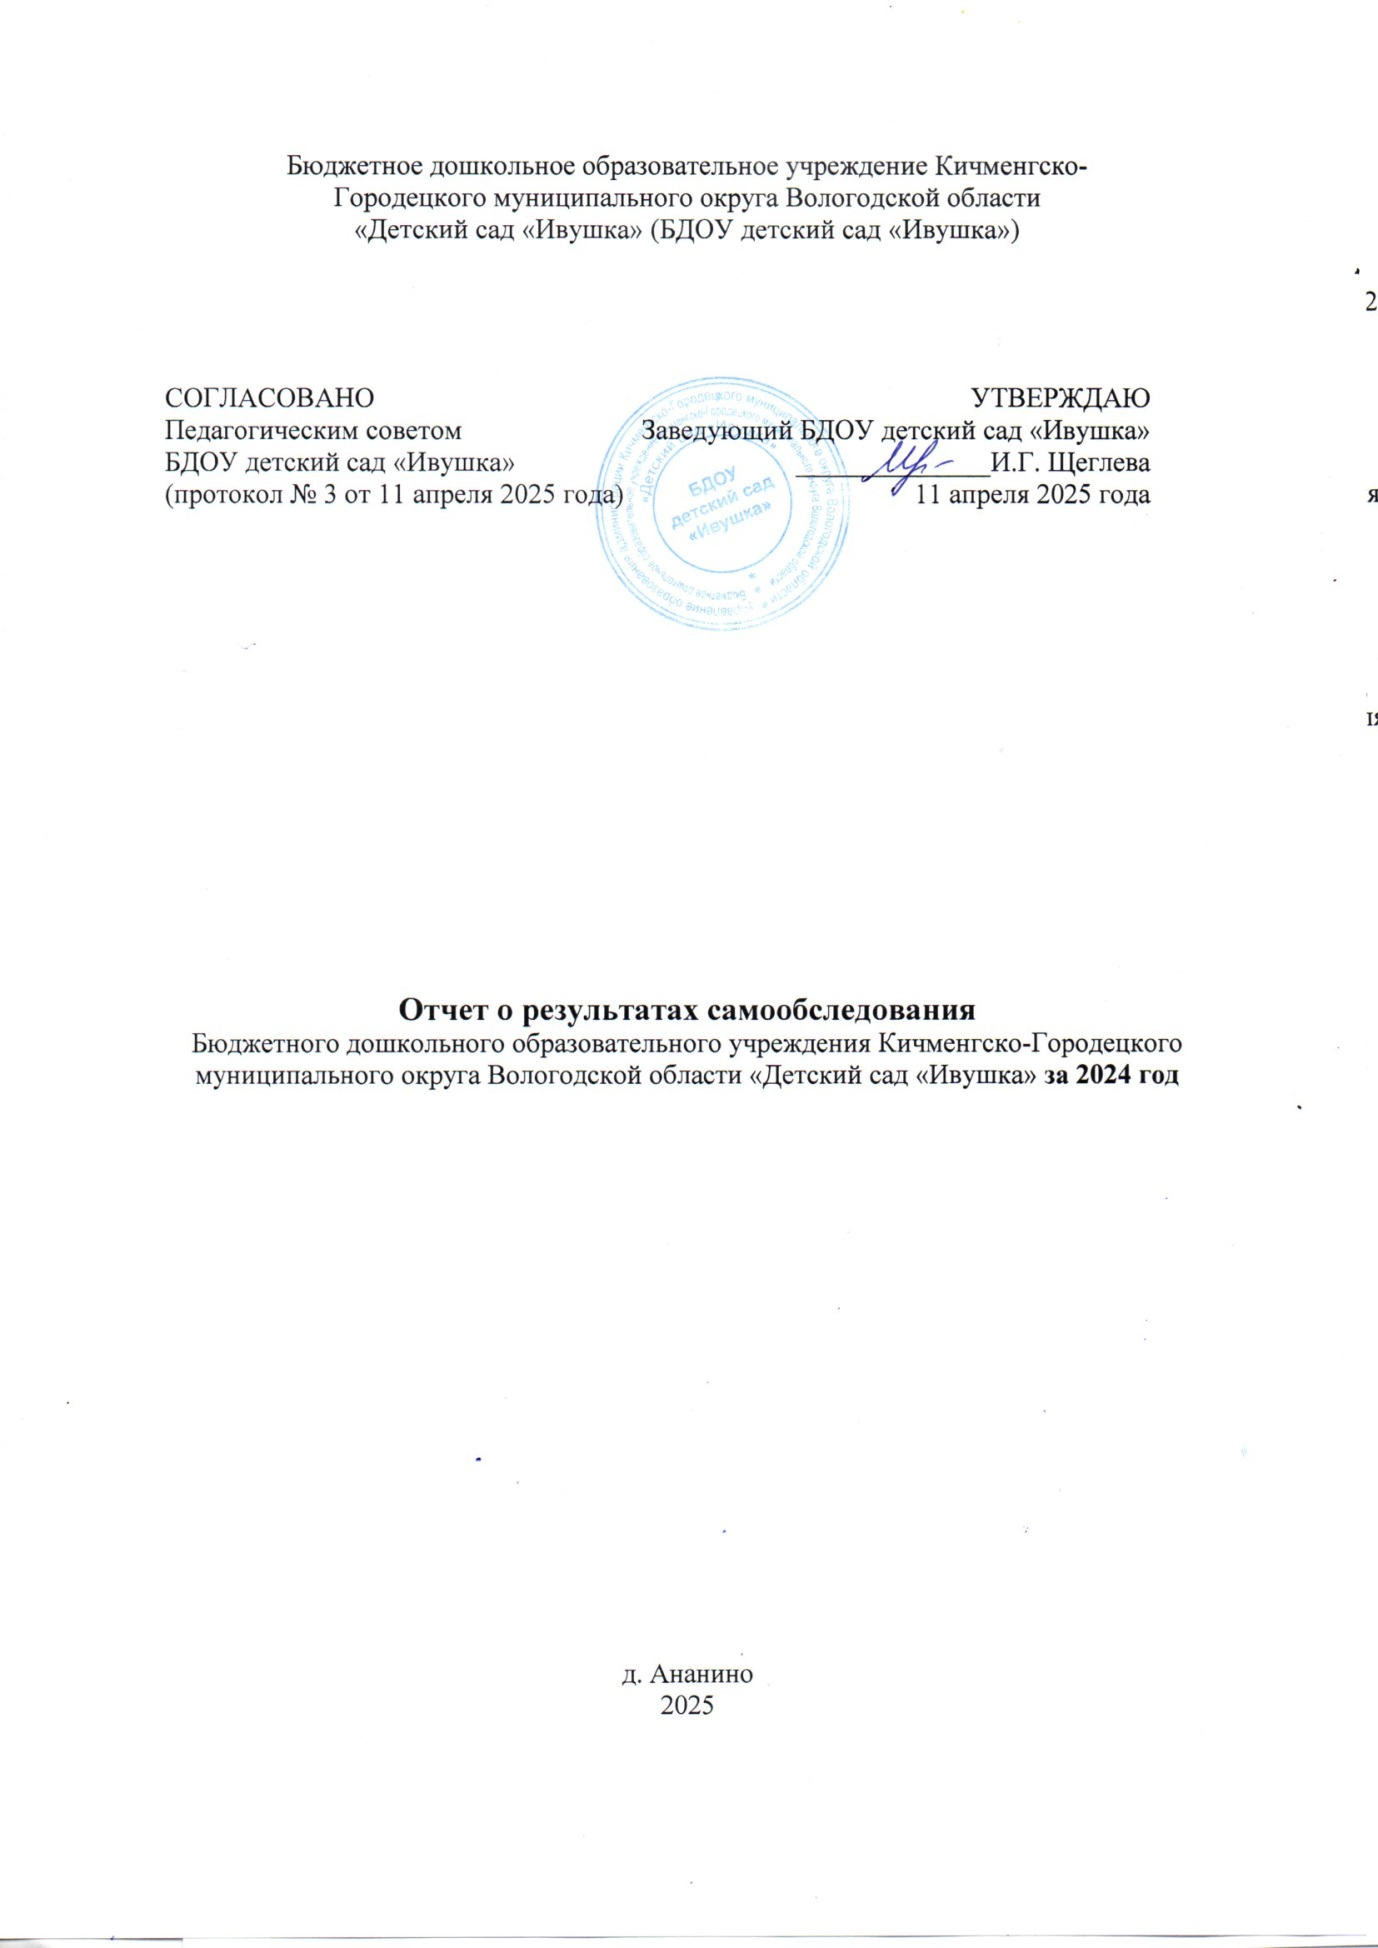 Бюджетное дошкольное образовательное учреждение Кичменгско-
Городецкого муниципального округа Вологодской области
«Детский сад «Ивушка» (БДОУ детский сад «Ивушка»)
СОГЛАСОВАНО
Педагогическим советом
БДОУ детский сад «Ивушка»
(протокол № 3 от 11 апреля 2025 года)
УТВЕРЖДАЮ
Заведующий БДОУ детский сад «Ивушка»
И.Г. Щеглева
11 апреля 2025 года
БДОУ
детский сад
«Ивушка»
Отчет о результатах самообследования
Бюджетного дошкольного образовательного учреждения Кичменгско-Городецкого
муниципального округа Вологодской области «Детский сад «Ивушка» за 2024 год
д. Ананино
2025